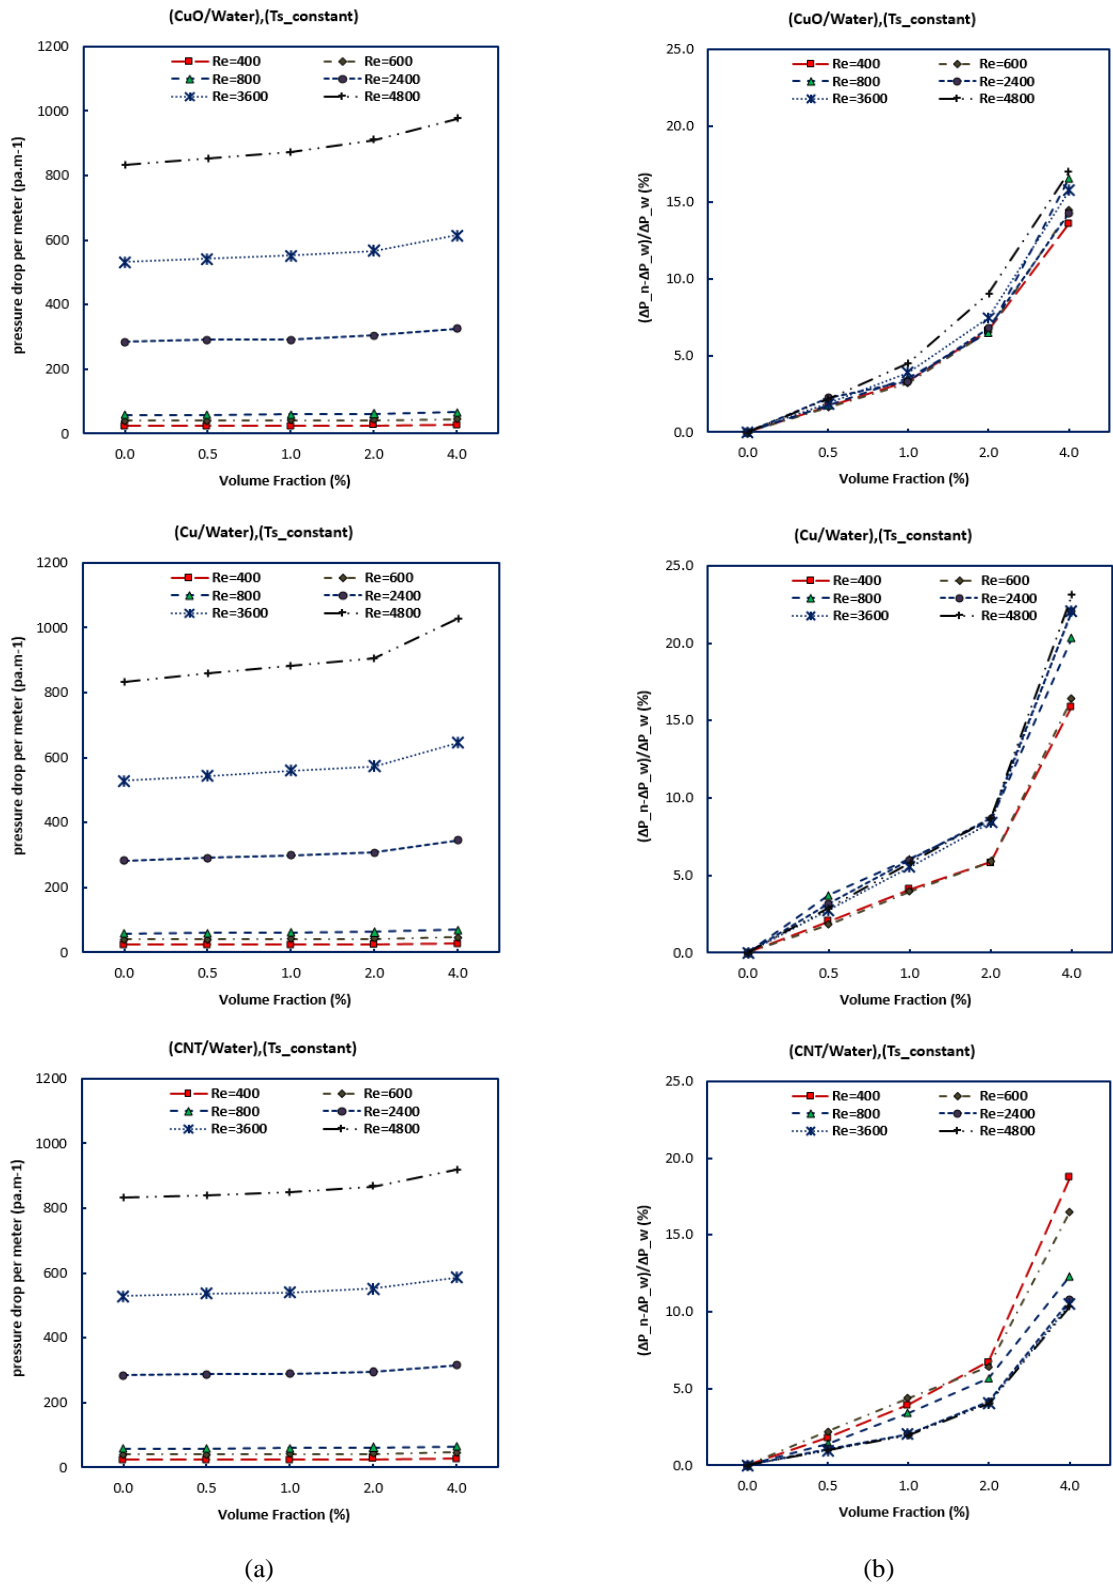 (CuO/Water),(Ts_constant)
pressure drop per meter (pa.m-1)
1200
1000
800
600
400
200
0
Re=400
Re=600
Re=800
Re=2400
Re=3600
Re=4800
0.0 0.5 1.0 2.0 4.0
Volume Fraction (%)
(CuO/Water),(Ts_constant)
(ΔP_n-ΔP_w)/ΔP_w (%)
25.0
20.0
15.0
10.0
5.0
0.0
Re=400
Re=600
Re=800
Re=2400
Re=3600
Re=4800
0.0 0.5 1.0 2.0 4.0
Volume Fraction (%)
(Cu/Water),(Ts_constant)
pressure drop per meter (pa.m-1)
1200
1000
800
600
400
200
0
Re=400
Re=600
Re=800
Re=2400
Re=3600
Re=4800
0.0 0.5 1.0 2.0 4.0
Volume Fraction (%)
(Cu/Water),(Ts_constant)
(ΔP_n-ΔP_w)/ΔP_w (%)
25.0
20.0
15.0
10.0
5.0
0.0
Re=400
Re=600
Re=800
Re=2400
Re=3600
Re=4800
0.0 0.5 1.0 2.0 4.0
Volume Fraction (%)
(CNT/Water),(Ts_constant)
pressure drop per meter (pa.m-1)
1200
1000
800
600
400
200
0
Re=400
Re=600
Re=800
Re=2400
Re=3600
Re=4800
0.0 0.5 1.0 2.0 4.0
Volume Fraction (%)
(CNT/Water),(Ts_constant)
(ΔP_n-ΔP_w)/ΔP_w (%)
25.0
20.0
15.0
10.0
5.0
0.0
Re=400
Re=600
Re=800
Re=2400
Re=3600
Re=4800
0.0 0.5 1.0 2.0 4.0
Volume Fraction (%)
(a)
(b)